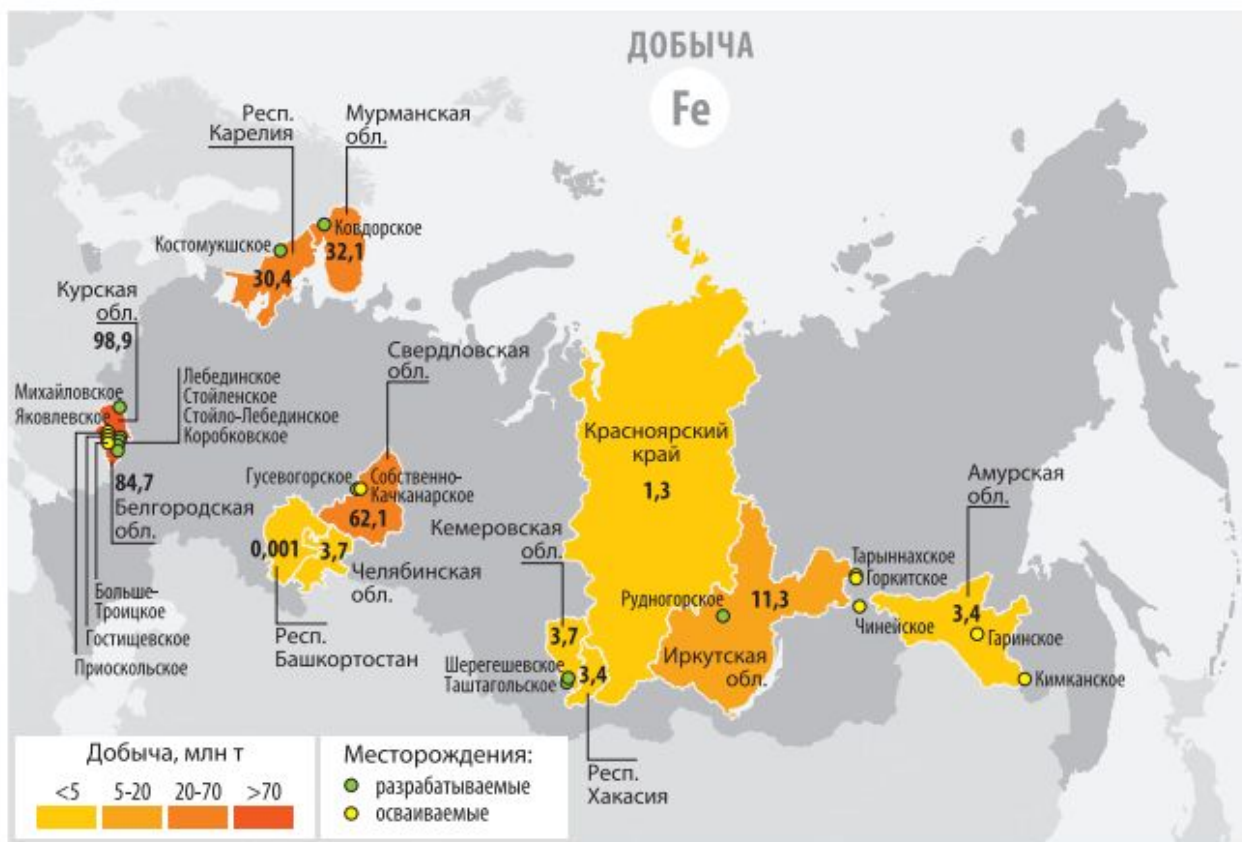 ДОБЫЧА
Fe
Респ.
Карелия
Мурманская
обл.
Костомукшское
Ковдорское
30,4
32,1
Курская
обл.
98,9
Михайловское
Яковлевское
Лебединское
Стойленское
Стойло-Лебединское
Коробковское
84,7
Белгородская
обл.
Больше-
Троицкое
Гостищевское
Приоскольское
Свердловская
обл.
Гусевогорское
Собственно-
Качканарское
62,1
0,001
3,7
Челябинская
обл.
Респ.
Башкортостан
Красноярский
край
1,3
Кемеровская
обл.
3,7
Шерегешевское
Таштагольское
3,4
Респ.
Хакасия
Рудногорское
11,3
Иркутская
обл.
Тарыннахское
Горкитское
Чинейское
Амурская
обл.
3,4
Гаринское
Кимканское
Добыча, млн т
<5 5-20 20-70 >70
Месторождения:
разрабатываемые
осваиваемые